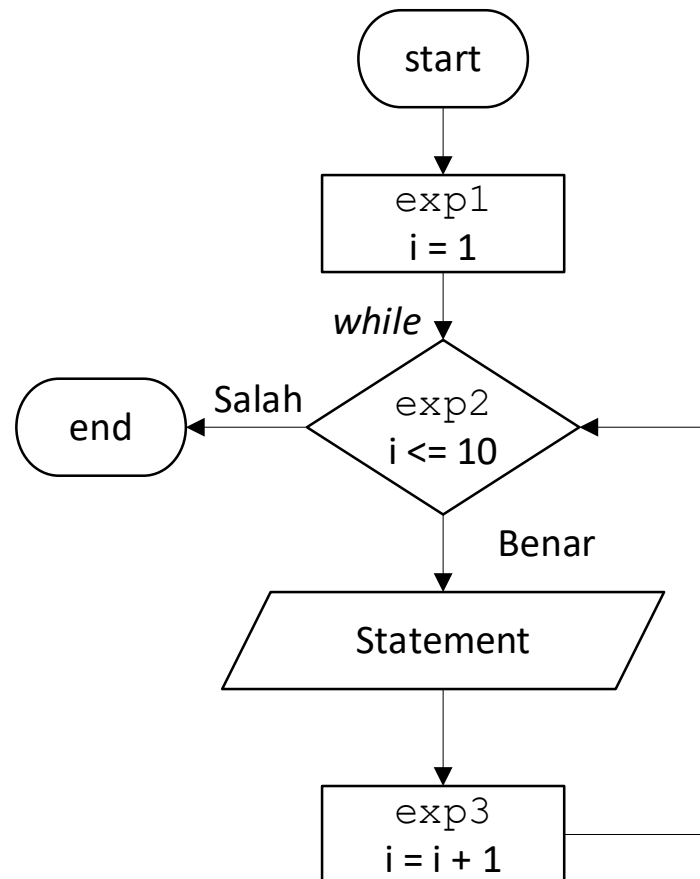 start
exp1
i = 1
while
exp2
i <= 10
Salah
end
Benar
Statement
exp3
i = i + 1